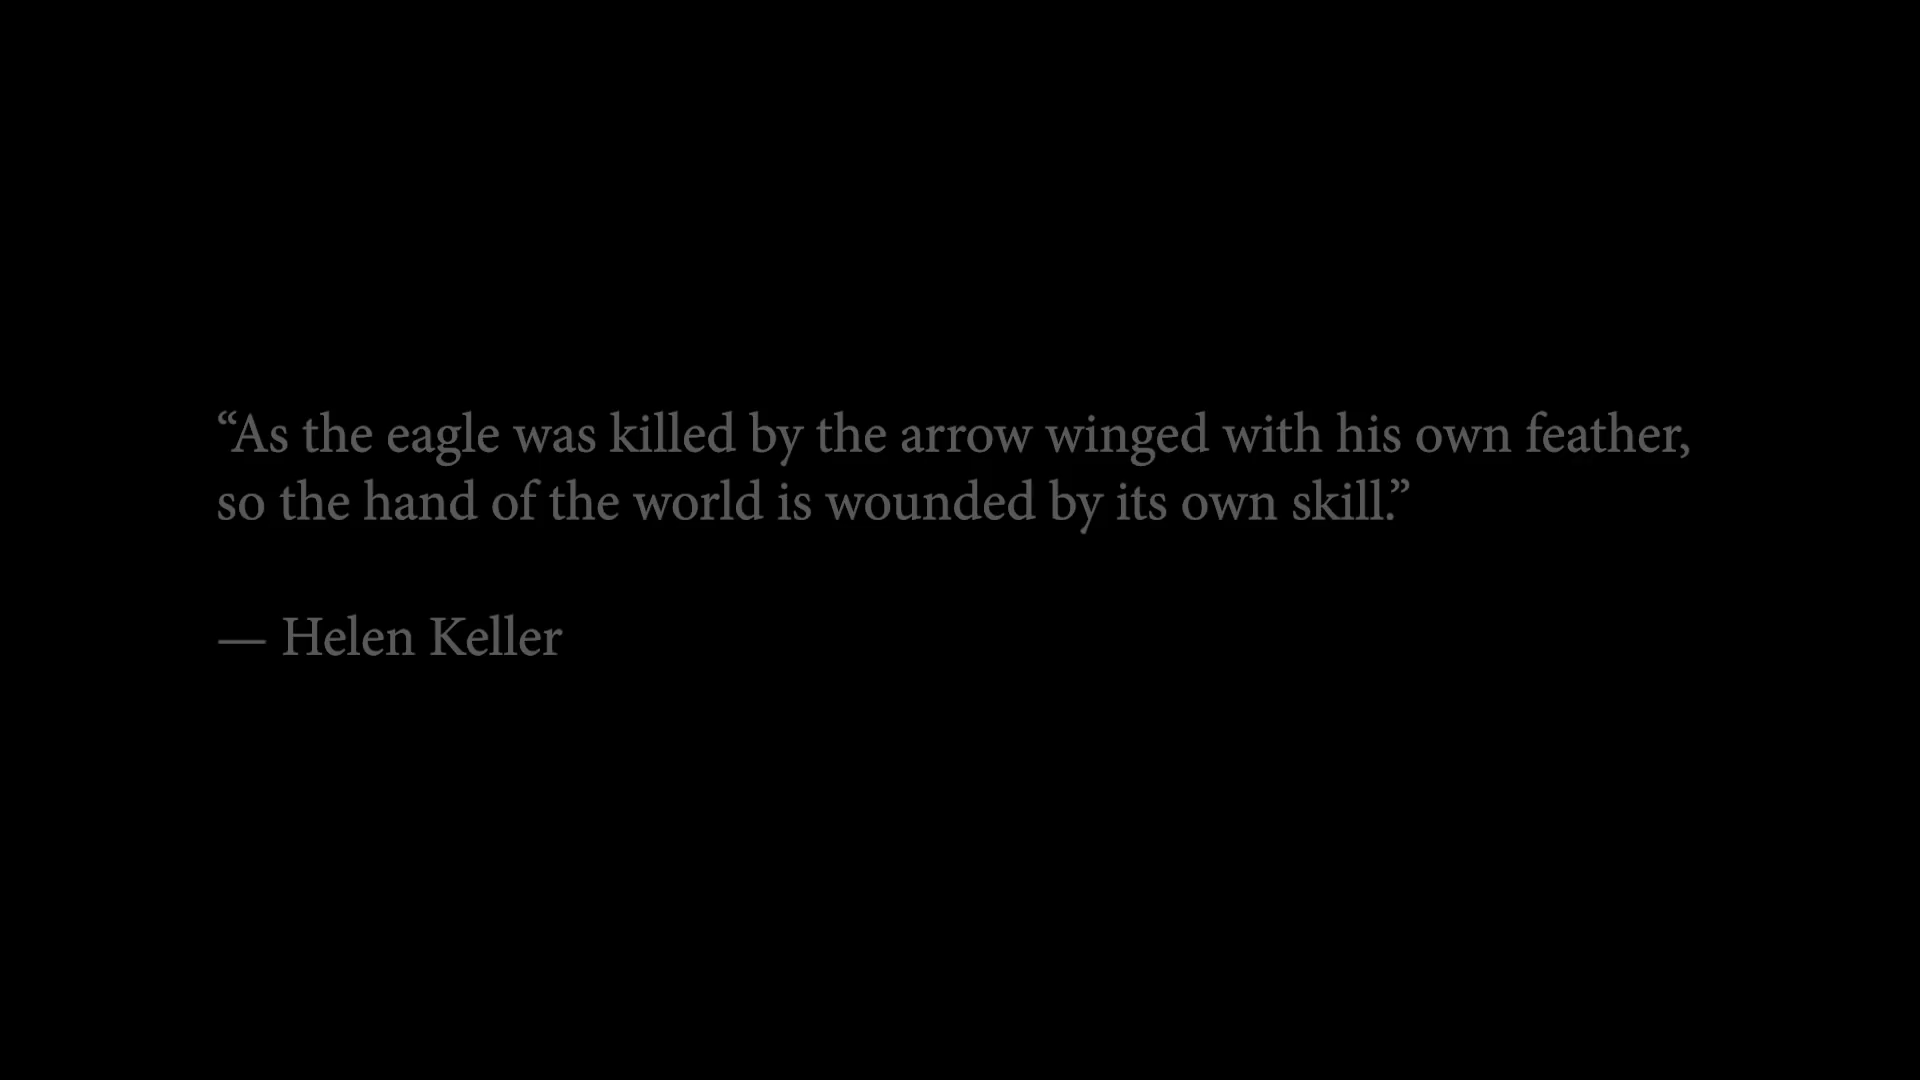 “As the eagle was killed by the arrow winged with his own feather,
so the hand of the world is wounded by its own skill.”
— Helen Keller